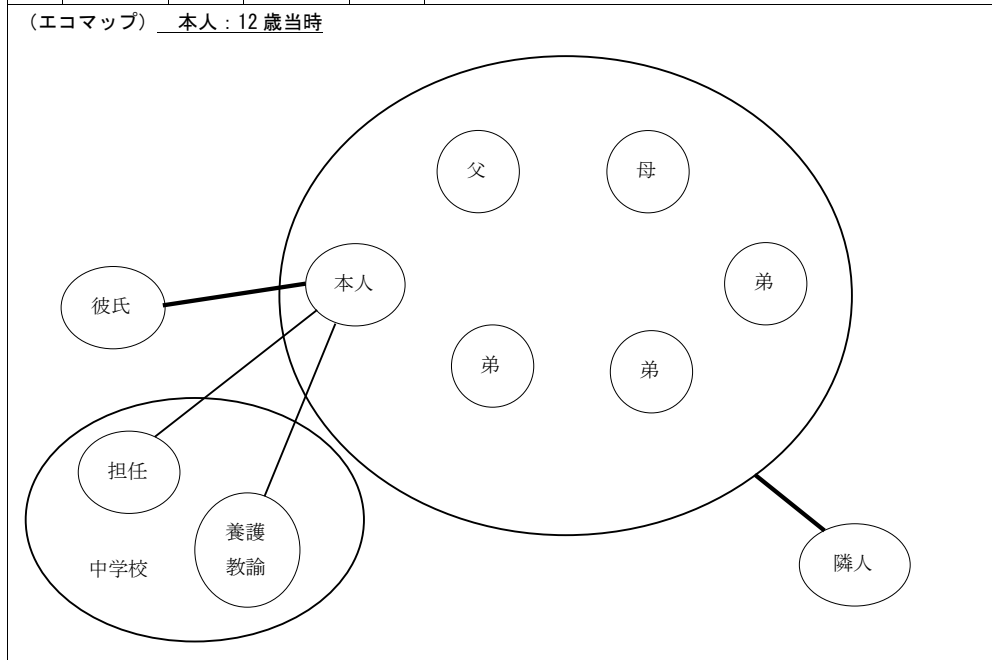 （エコマップ） 本人：12歳当時
父
母
本人
弟
彼氏
弟
弟
担任
養護
教諭
中学校
隣人